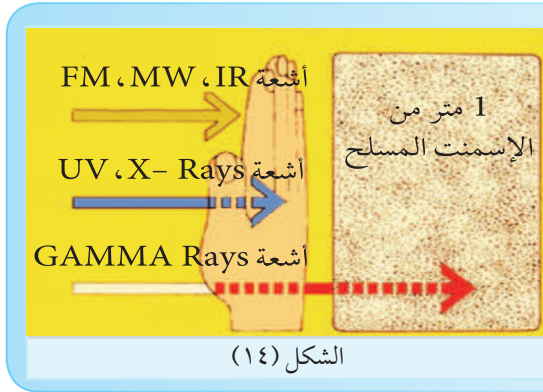 أشعة FM، MW، IR
1 متر من
الإسمنت المسلح
أشعة UV، X- Rays
أشعة GAMMA Rays
الشكل (١٤)